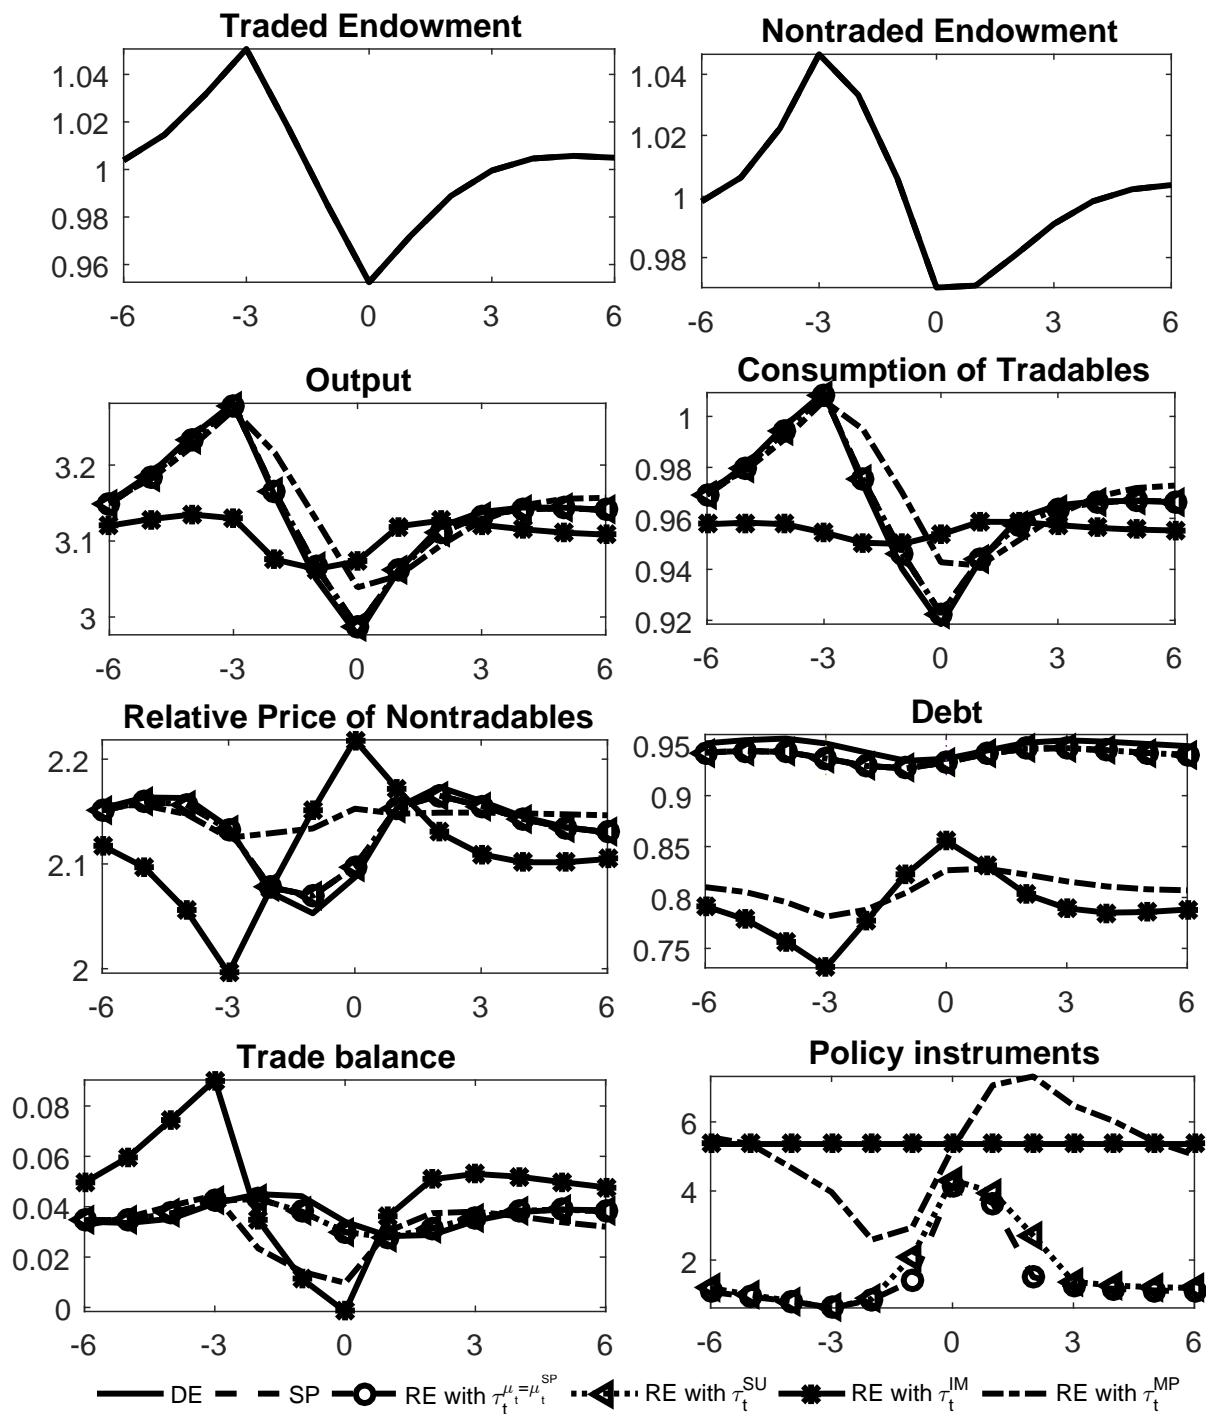 Traded Endowment
1.04
1.02
1
0.98
0.96
-6 -3 0 3 6
Nontraded Endowment
1.04
1.02
1
0.98
-6 -3 0 3 6
Output
3.2
3.1
3
-6 -3 0 3 6
Consumption of Tradables
1
0.98
0.96
0.94
0.92
-6 -3 0 3 6
Relative Price of Nontradables
2.2
2.1
2
-6 -3 0 3 6
Debt
0.95
0.9
0.85
0.8
0.75
-6 -3 0 3 6
Trade balance
0.08
0.06
0.04
0.02
0
-6 -3 0 3 6
Policy instruments
6
4
2
-6 -3 0 3 6
DE SP RE with τ_t^{μ_t=μ_t^{SP}} RE with τ_t^{SU} RE with τ_t^{IM} RE with τ_t^{MP}